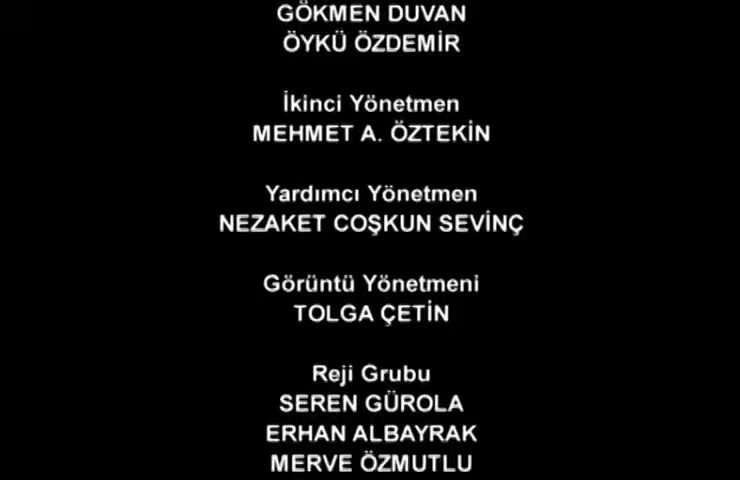 GÖKMEN DUVAN
ÖYKÜ ÖZDEMİR
İkinci Yönetmen
MEHMET A. ÖZTEKİN
Yardımcı Yönetmen
NEZAKET COŞKUN SEVİNÇ
Görüntü Yönetmeni
TOLGA ÇETİN
Reji Grubu
SEREN GÜROLA
ERHAN ALBAYRAK
MERVE ÖZMUTLU